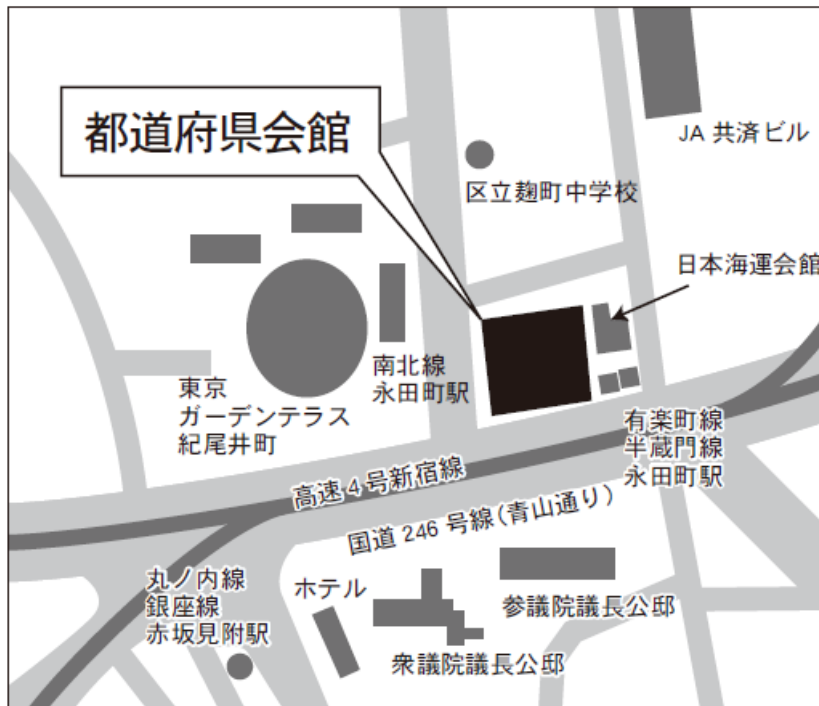 都道府県会館
JA 共済ビル
区立麹町中学校
日本海運会館
南北線
永田町駅
東京
ガーデンテラス
紀尾井町
有楽町線
半蔵門線
永田町駅
高速 4 号新宿線
国道 246 号線(青山通り)
丸ノ内線
銀座線
赤坂見附駅
ホテル
参議院議長公邸
衆議院議長公邸